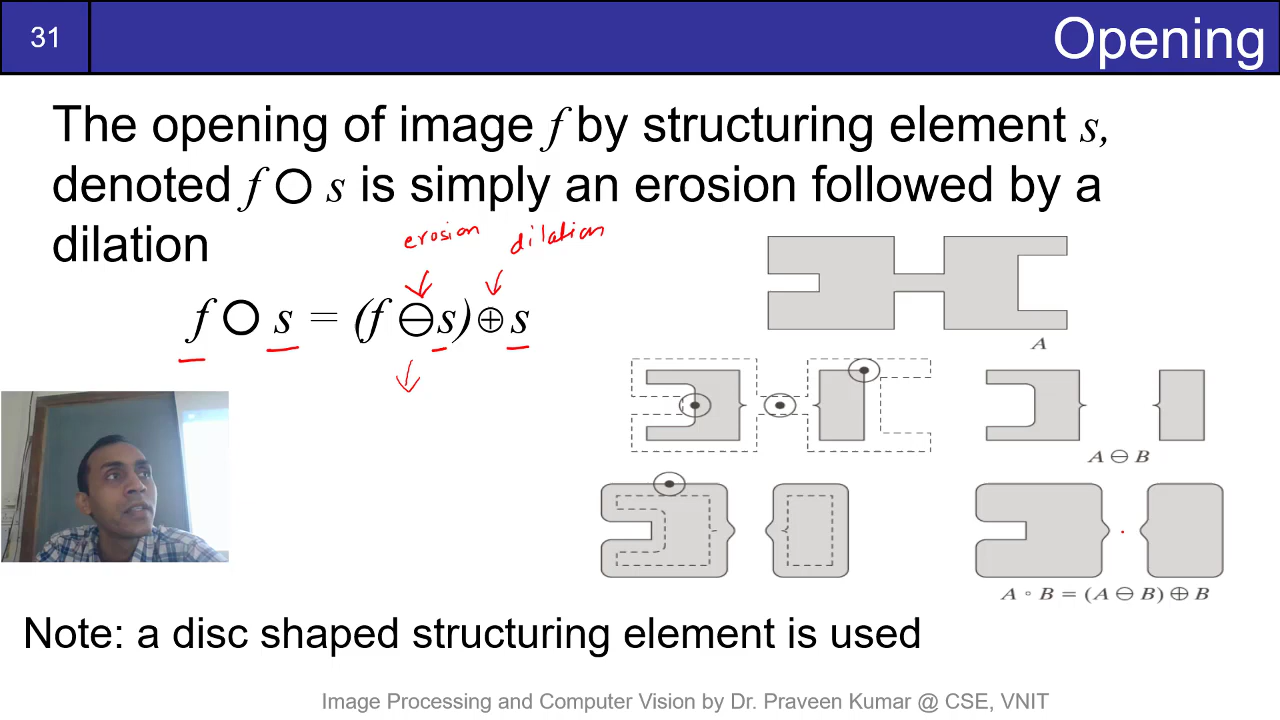 31
Opening
The opening of image f by structuring element s,
denoted f ○ s is simply an erosion followed by a
dilation
erosion
dilation
f ○ s = (f ⊖ s) ⊕ s
A
A ⊖ B
A ∘ B = (A ⊖ B) ⊕ B
Note: a disc shaped structuring element is used
Image Processing and Computer Vision by Dr. Praveen Kumar @ CSE, VNIT